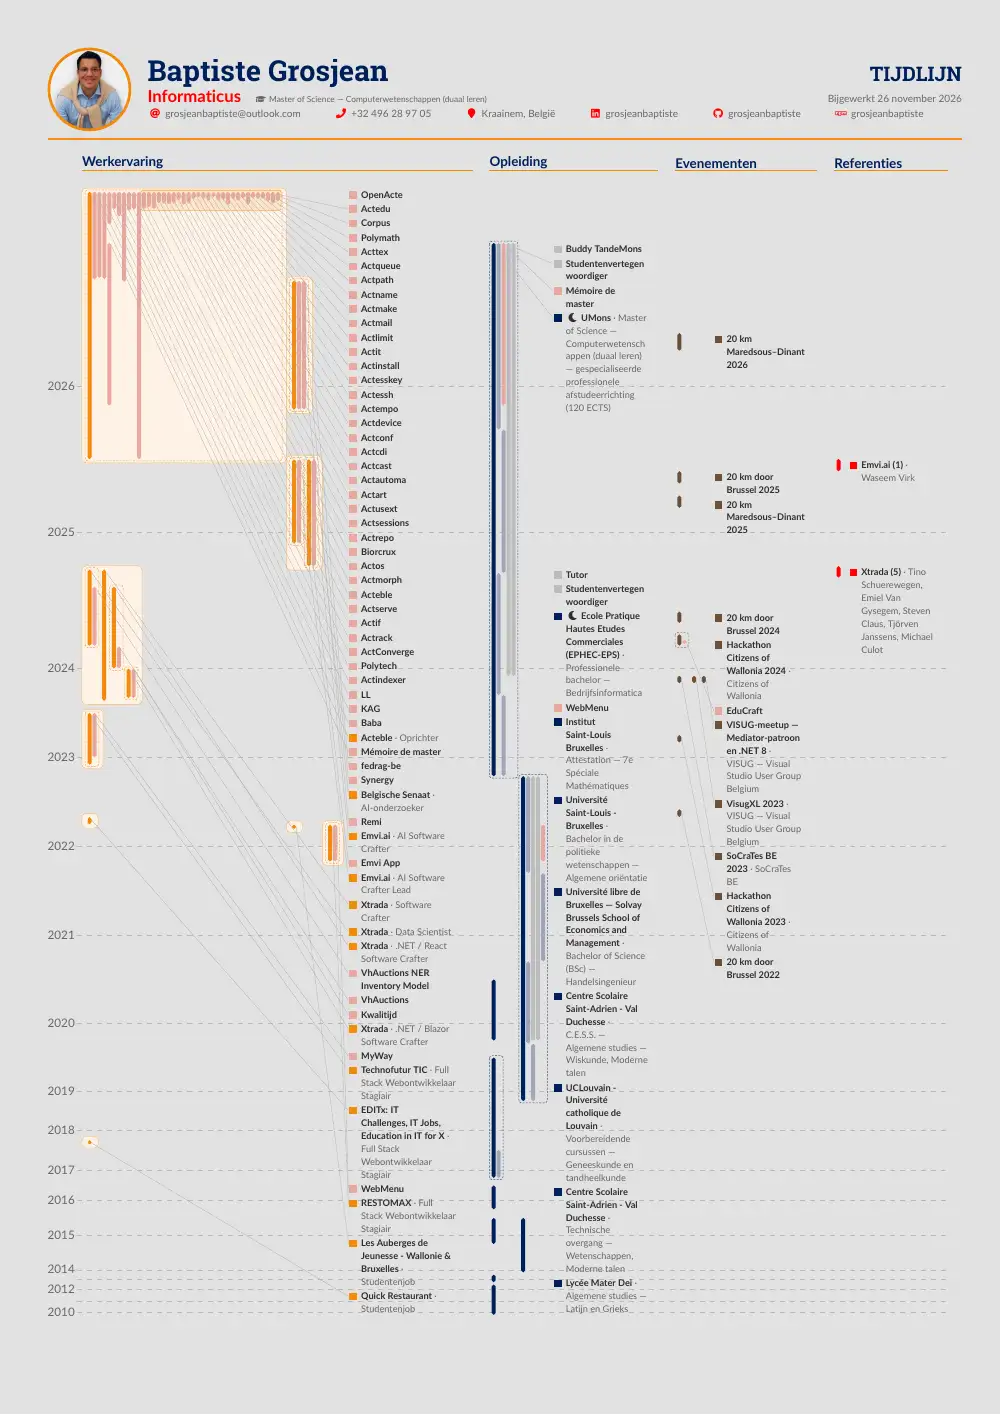 Baptiste Grosjean
TIJDLIJN
Informaticus
Master of Science — Computerwetenschappen (duaal leren)
Bijgewerkt 26 november 2026
grosjeanbaptiste@outlook.com
+32 496 28 97 05
Kraainem, België
grosjeanbaptiste
grosjeanbaptiste
grosjeanbaptiste
Werkervaring
OpenActe
Actedu
Corpus
Polymath
Acttex
Actqueue
Actpath
Actname
Actmake
Actmail
Actlimit
Actit
Actinstall
Actesskey
Actessh
Actempo
Actdevice
Actconf
Actcdi
Actcast
Actautoma
Actart
Actusext
Actsessions
Actrepo
Biorcrux
Actos
Actmorph
Acteble
Actserve
Actif
Actrack
ActConverge
Polytech
Actindexer
LL
KAG
Baba
Acteble · Oprichter
Mémoire de master
fedrag-be
Synergy
Belgische Senaat ·
AI-onderzoeker
Remi
Emvi.ai · AI Software
Crafter
Emvi App
Emvi.ai · AI Software
Crafter Lead
Xtrada · Software
Crafter
Xtrada · Data Scientist
Xtrada · .NET / React
Software Crafter
VhAuctions NER
Inventory Model
VhAuctions
Kwalitijd
Xtrada · .NET / Blazor
Software Crafter
MyWay
Technofutur TIC · Full
Stack Webontwikkelaar
Stagiair
EDITx: IT
Challenges, IT Jobs,
Education in IT for X ·
Full Stack
Webontwikkelaar
Stagiair
WebMenu
RESTOMAX · Full
Stack Webontwikkelaar
Stagiair
Les Auberges de
Jeunesse - Wallonie &
Bruxelles ·
Studentenjob
Quick Restaurant ·
Studentenjob
2026
2025
2024
2023
2022
2021
2020
2019
2018
2017
2016
2015
2014
2012
2010
Opleiding
Buddy TandeMons
Studentenvertegen
woordiger
Mémoire de
master
UMons · Master
of Science —
Computerwetensch
appen (duaal leren)
— gespecialiseerde
professionele
afstudeerrichting
(120 ECTS)
Tutor
Studentenvertegen
woordiger
Ecole Pratique
Hautes Etudes
Commerciales
(EPHEC-EPS) ·
Professionele
bachelor —
Bedrijfsinformatica
WebMenu
Institut
Saint-Louis
Bruxelles ·
Attestation — 7e
Spéciale
Mathématiques
Université
Saint-Louis -
Bruxelles ·
Bachelor in de
politieke
wetenschappen —
Algemene oriëntatie
Université libre de
Bruxelles — Solvay
Brussels School of
Economics and
Management ·
Bachelor of Science
(BSc) —
Handelsingenieur
Centre Scolaire
Saint-Adrien - Val
Duchesse ·
C.E.S.S. —
Algemene studies —
Wiskunde, Moderne
talen
UCLouvain -
Université
catholique de
Louvain ·
Voorbereidende
cursussen —
Geneeskunde en
tandheelkunde
Centre Scolaire
Saint-Adrien - Val
Duchesse ·
Technische
overgang —
Wetenschappen,
Moderne talen
Lycée Mater Dei ·
Algemene studies —
Latijn en Grieks
Evenementen
20 km
Maredsous–Dinant
2026
20 km door
Brussel 2025
20 km
Maredsous–Dinant
2025
20 km door
Brussel 2024
Hackathon
Citizens of
Wallonia 2024 ·
Citizens of
Wallonia
EduCraft
VISUG-meetup —
Mediator-patroon
en .NET 8 ·
VISUG — Visual
Studio User Group
Belgium
VisugXL 2023 ·
VISUG — Visual
Studio User Group
Belgium
SoCraTes BE
2023 · SoCraTes
BE
Hackathon
Citizens of
Wallonia 2023 ·
Citizens of
Wallonia
20 km door
Brussel 2022
Referenties
Emvi.ai (1) ·
Waseem Virk
Xtrada (5) · Tino
Schuerewegen,
Emiel Van
Gysegem, Steven
Claus, Tjörven
Janssens, Michael
Culot